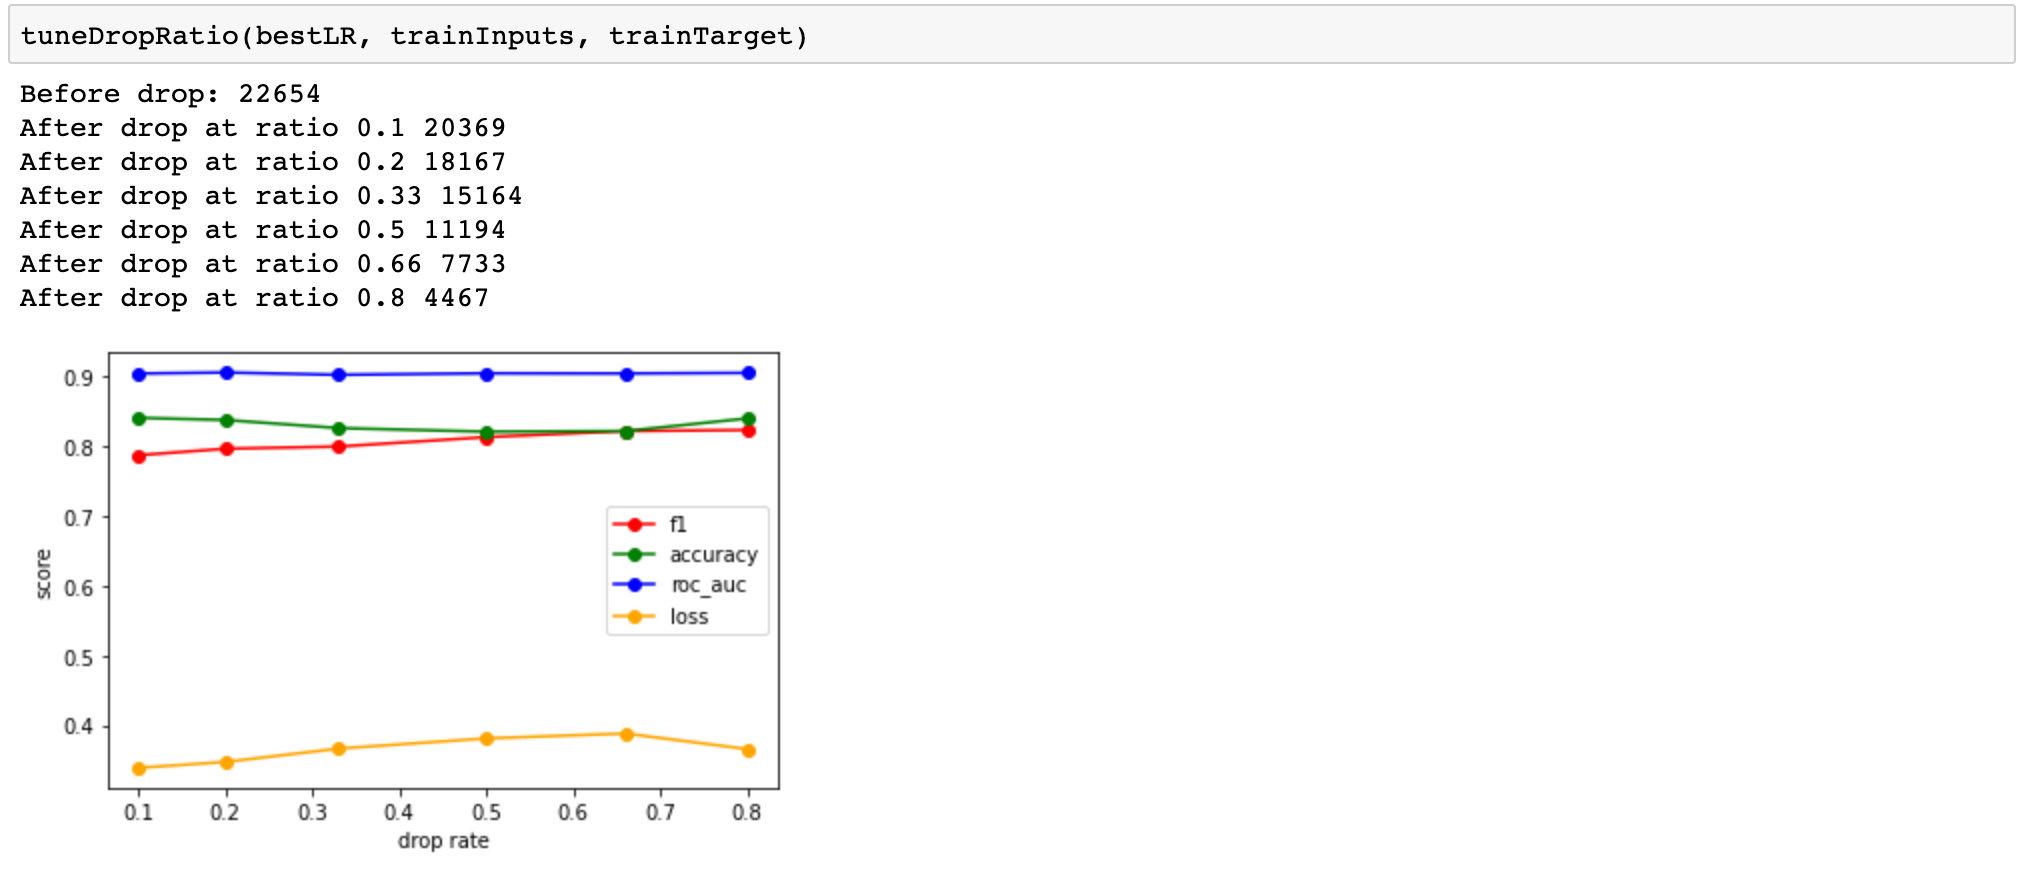 tuneDropRatio(bestLR, trainInputs, trainTarget)
Before drop: 22654
After drop at ratio 0.1 20369
After drop at ratio 0.2 18167
After drop at ratio 0.33 15164
After drop at ratio 0.5 11194
After drop at ratio 0.66 7733
After drop at ratio 0.8 4467
0.9
0.8
0.7
0.6
0.5
0.4
score
f1
accuracy
roc_auc
loss
0.1 0.2 0.3 0.4 0.5 0.6 0.7 0.8
drop rate